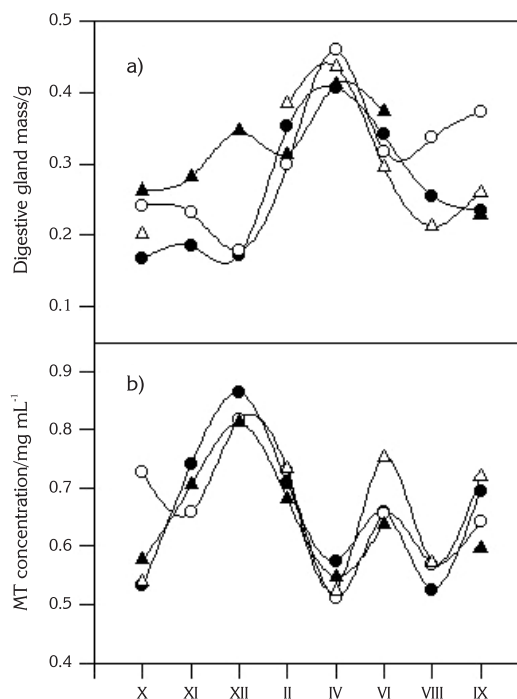 0.5
a)
0.4
0.3
0.2
0.1
Digestive gland mass/g
0.9
b)
0.8
0.7
0.6
0.5
0.4
MT concentration/mg mL⁻¹
X XI XII II IV VI VIII IX